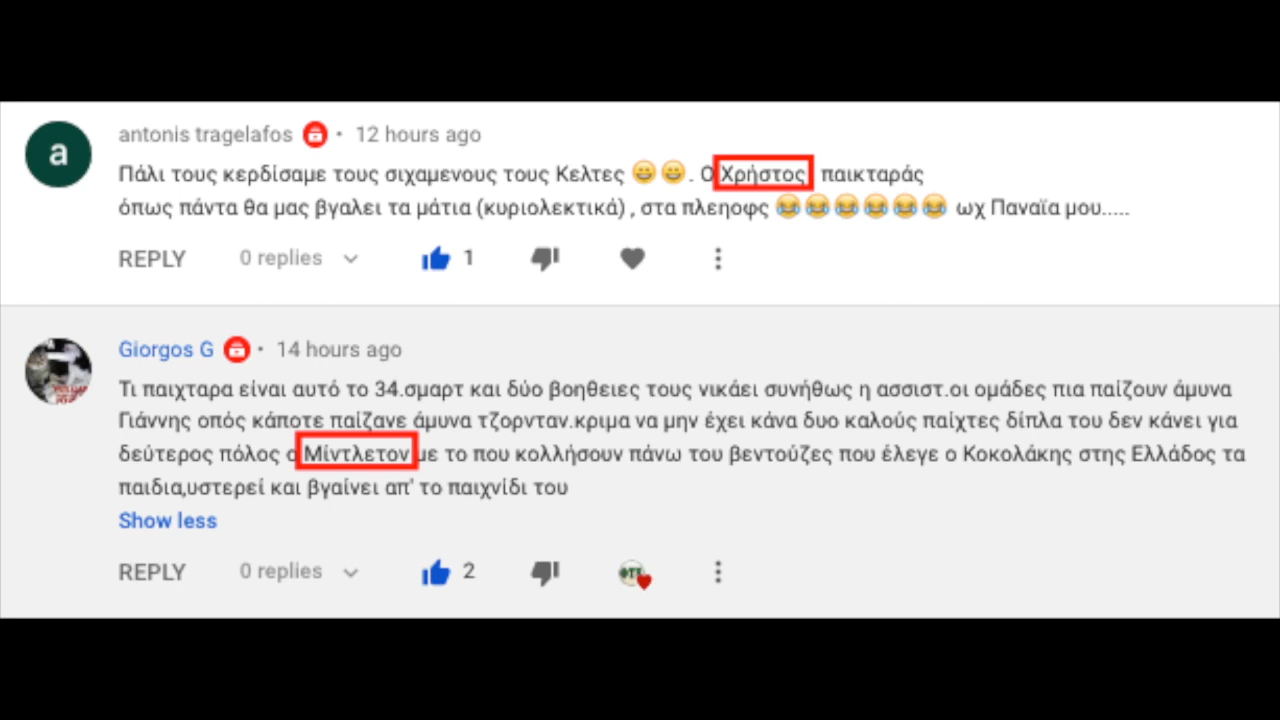 a
antonis tragelafos • 12 hours ago
Πάλι τους κερδίσαμε τους σιχαμενους τους Κελτες 😄😄. Ο Χρήστος, παικταράς
όπως πάντα θα μας βγαλει τα μάτια (κυριολεκτικά) , στα πλεηοφς 😂😂😂😂😂😂 ωχ Παναΐα μου.....
REPLY 0 replies 1
Giorgos G • 14 hours ago
Τι παιχταρα είναι αυτό το 34.σμαρτ και δύο βοηθειες τους νικάει συνήθως η ασσιστ.οι ομάδες πια παίζουν άμυνα
Γιάννης οπός κάποτε παίζανε άμυνα τζορνταν.κριμα να μην έχει κάνα δυο καλούς παίχτες δίπλα του δεν κάνει για
δεύτερος πόλος ο Μίντλετον με το που κολλήσουν πάνω του βεντούζες που έλεγε ο Κοκολάκης στης Ελλάδος τα
παιδια,υστερεί και βγαίνει απ' το παιχνίδι του
Show less
REPLY 0 replies 2